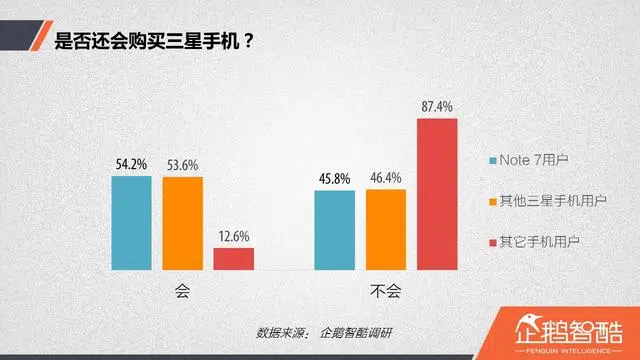 是否还会购买三星手机？
87.4%
54.2%
53.6%
45.8%
46.4%
12.6%
Note 7用户
其他三星手机用户
其它手机用户
会
不会
数据来源： 企鹅智酷调研
企鹅智酷
PENGUIN INTELLIGENCE